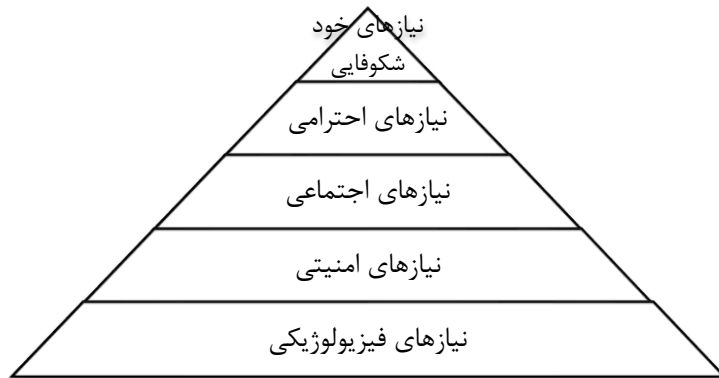 نیازهای خود
شکوفایی
نیازهای احترامی
نیازهای اجتماعی
نیازهای امنیتی
نیازهای فیزیولوژیکی